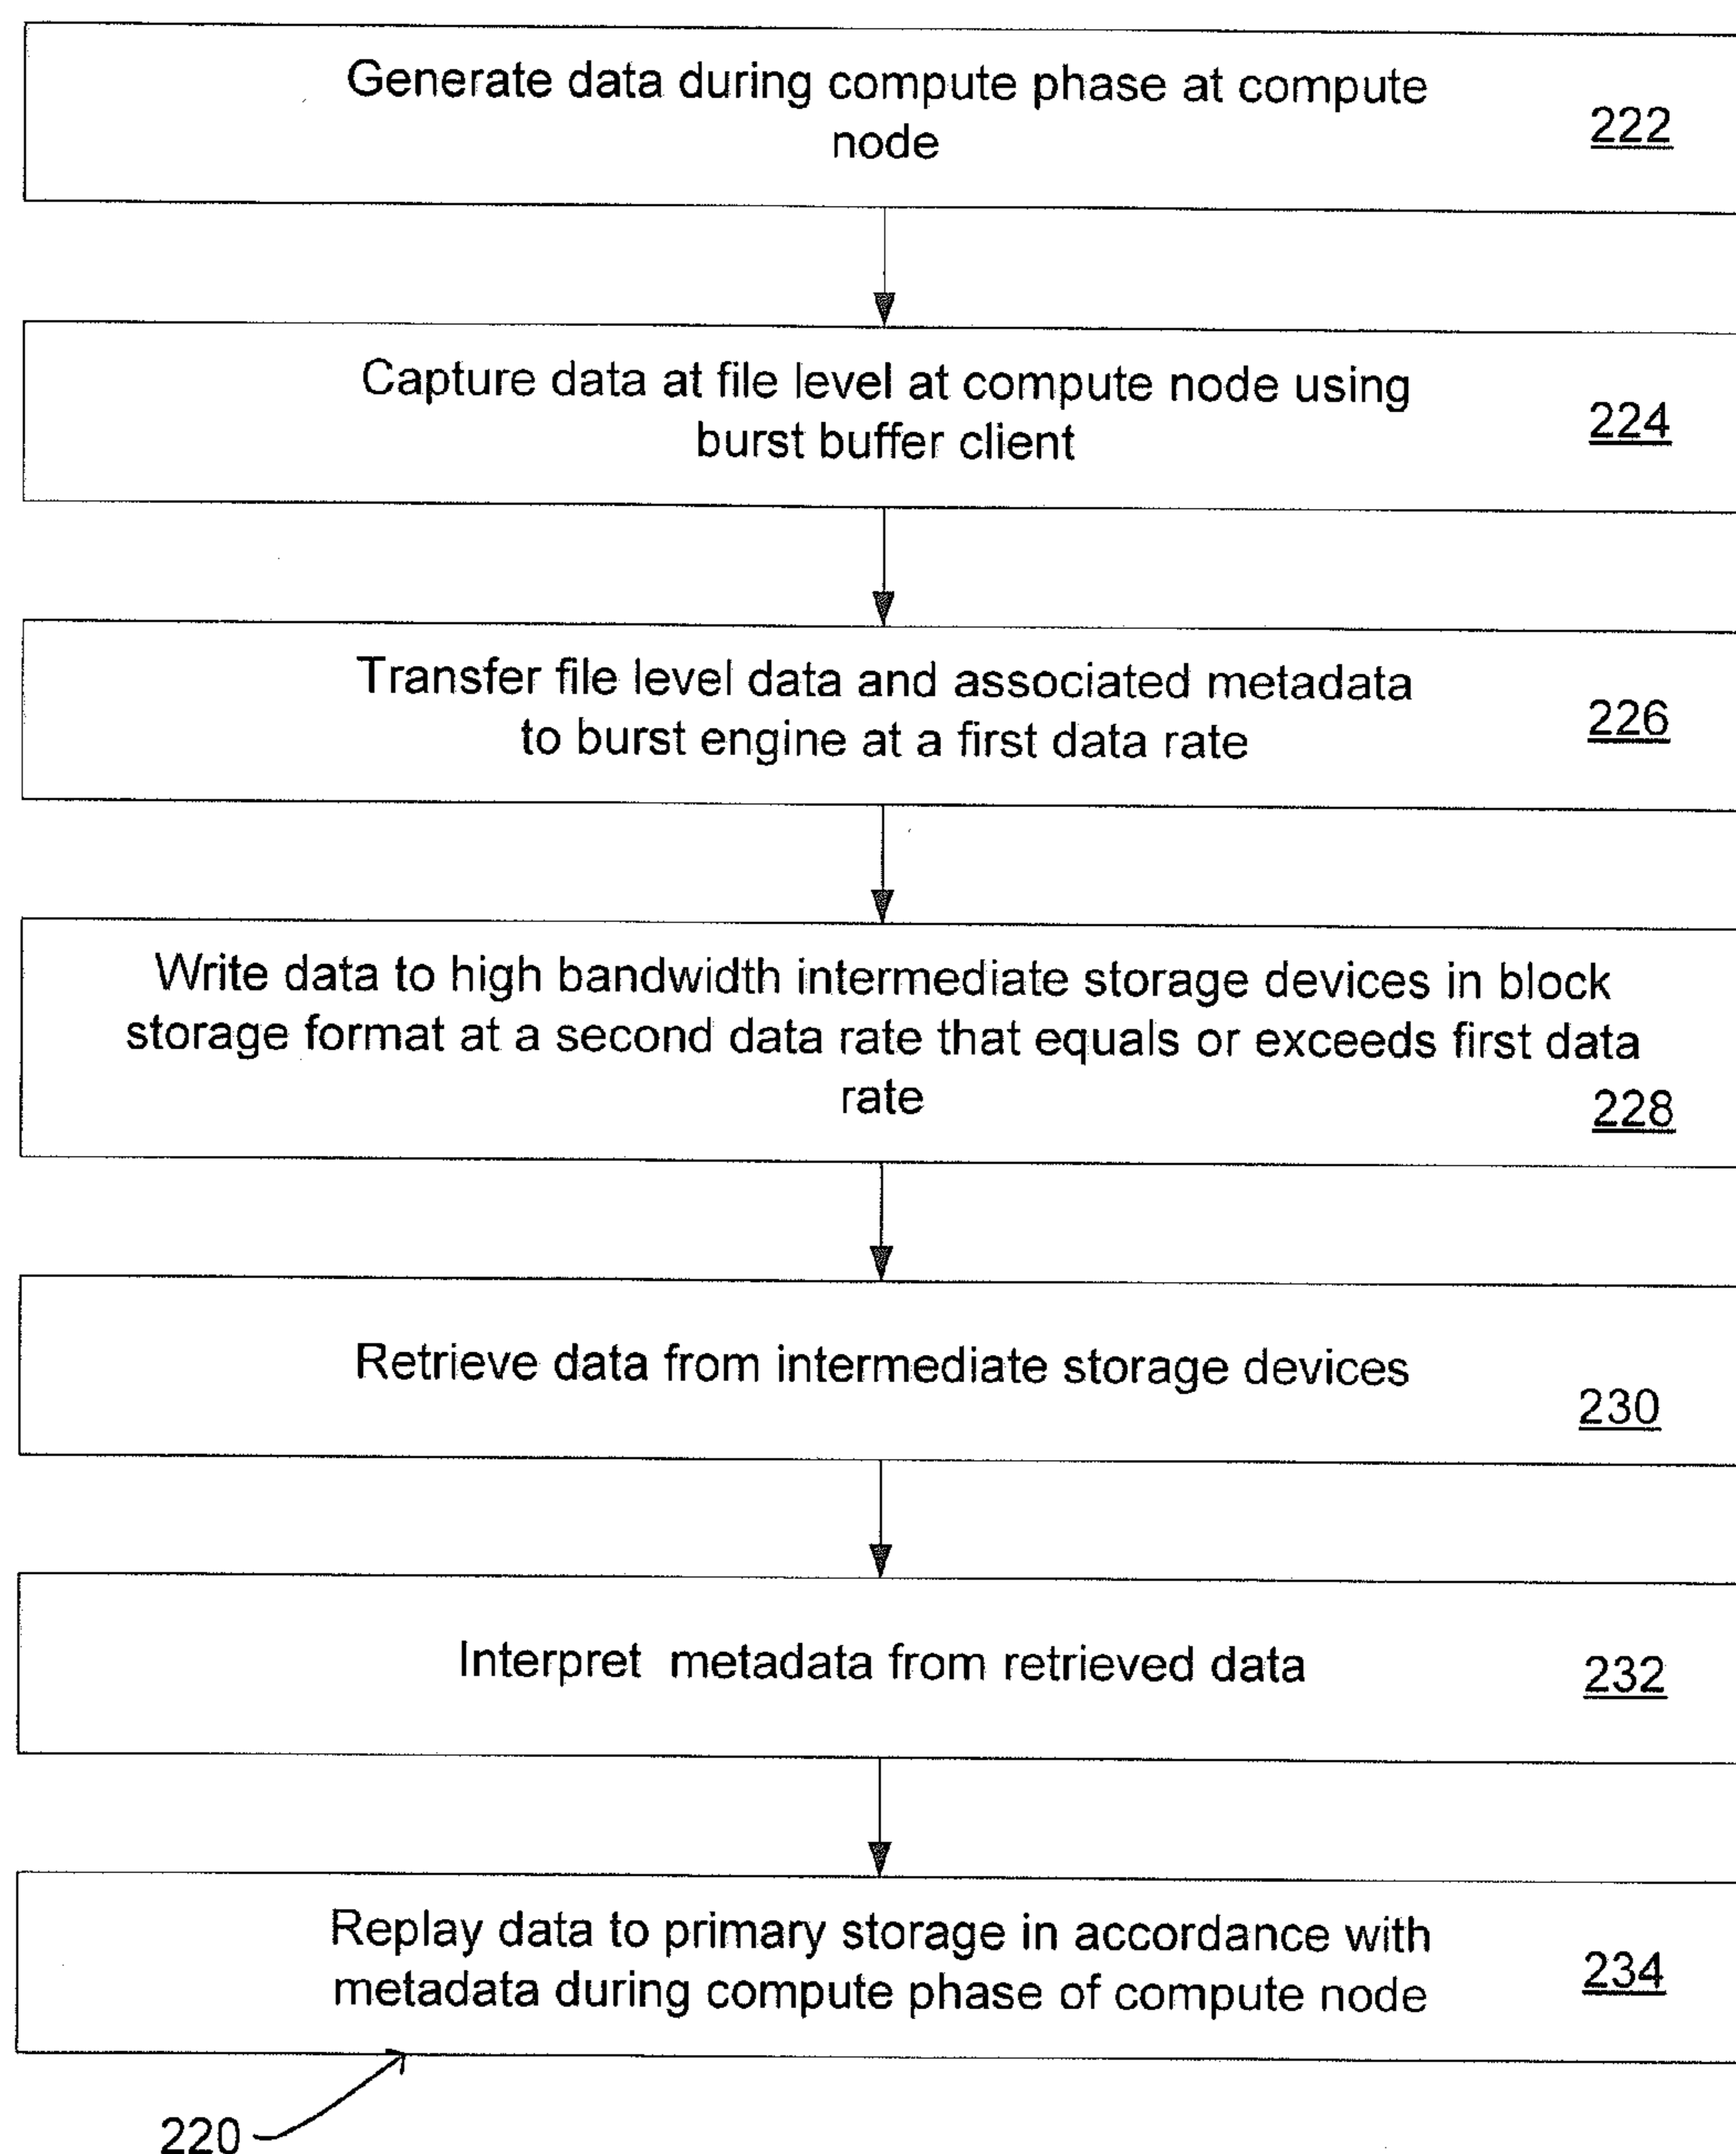 Generate data during compute phase at compute
node
222
Capture data at file level at compute node using
burst buffer client
224
Transfer file level data and associated metadata
to burst engine at a first data rate
226
Write data to high bandwidth intermediate storage devices in block
storage format at a second data rate that equals or exceeds first data
rate
228
Retrieve data from intermediate storage devices
230
Interpret metadata from retrieved data
232
Replay data to primary storage in accordance with
metadata during compute phase of compute node
234
220